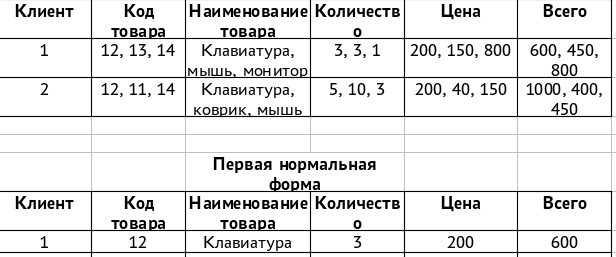 Клиент Код товара Наименование товара Количество Цена Всего
1 12, 13, 14 Клавиатура, мышь, монитор 3, 3, 1 200, 150, 800 600, 450, 800
2 12, 11, 14 Клавиатура, коврик, мышь 5, 10, 3 200, 40, 150 1000, 400, 450
Первая нормальная форма
Клиент Код товара Наименование товара Количество Цена Всего
1 12 Клавиатура 3 200 600